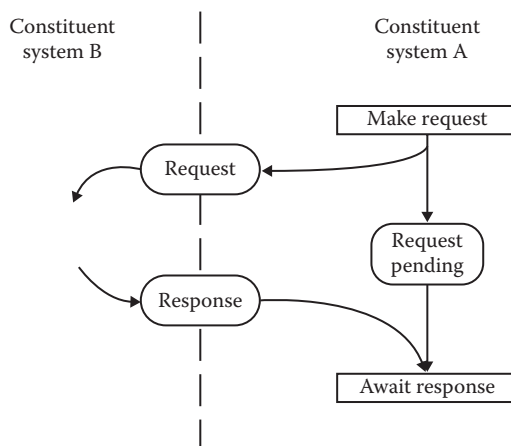 Constituent
system B
Constituent
system A
Make request
Request
Request
pending
Response
Await response